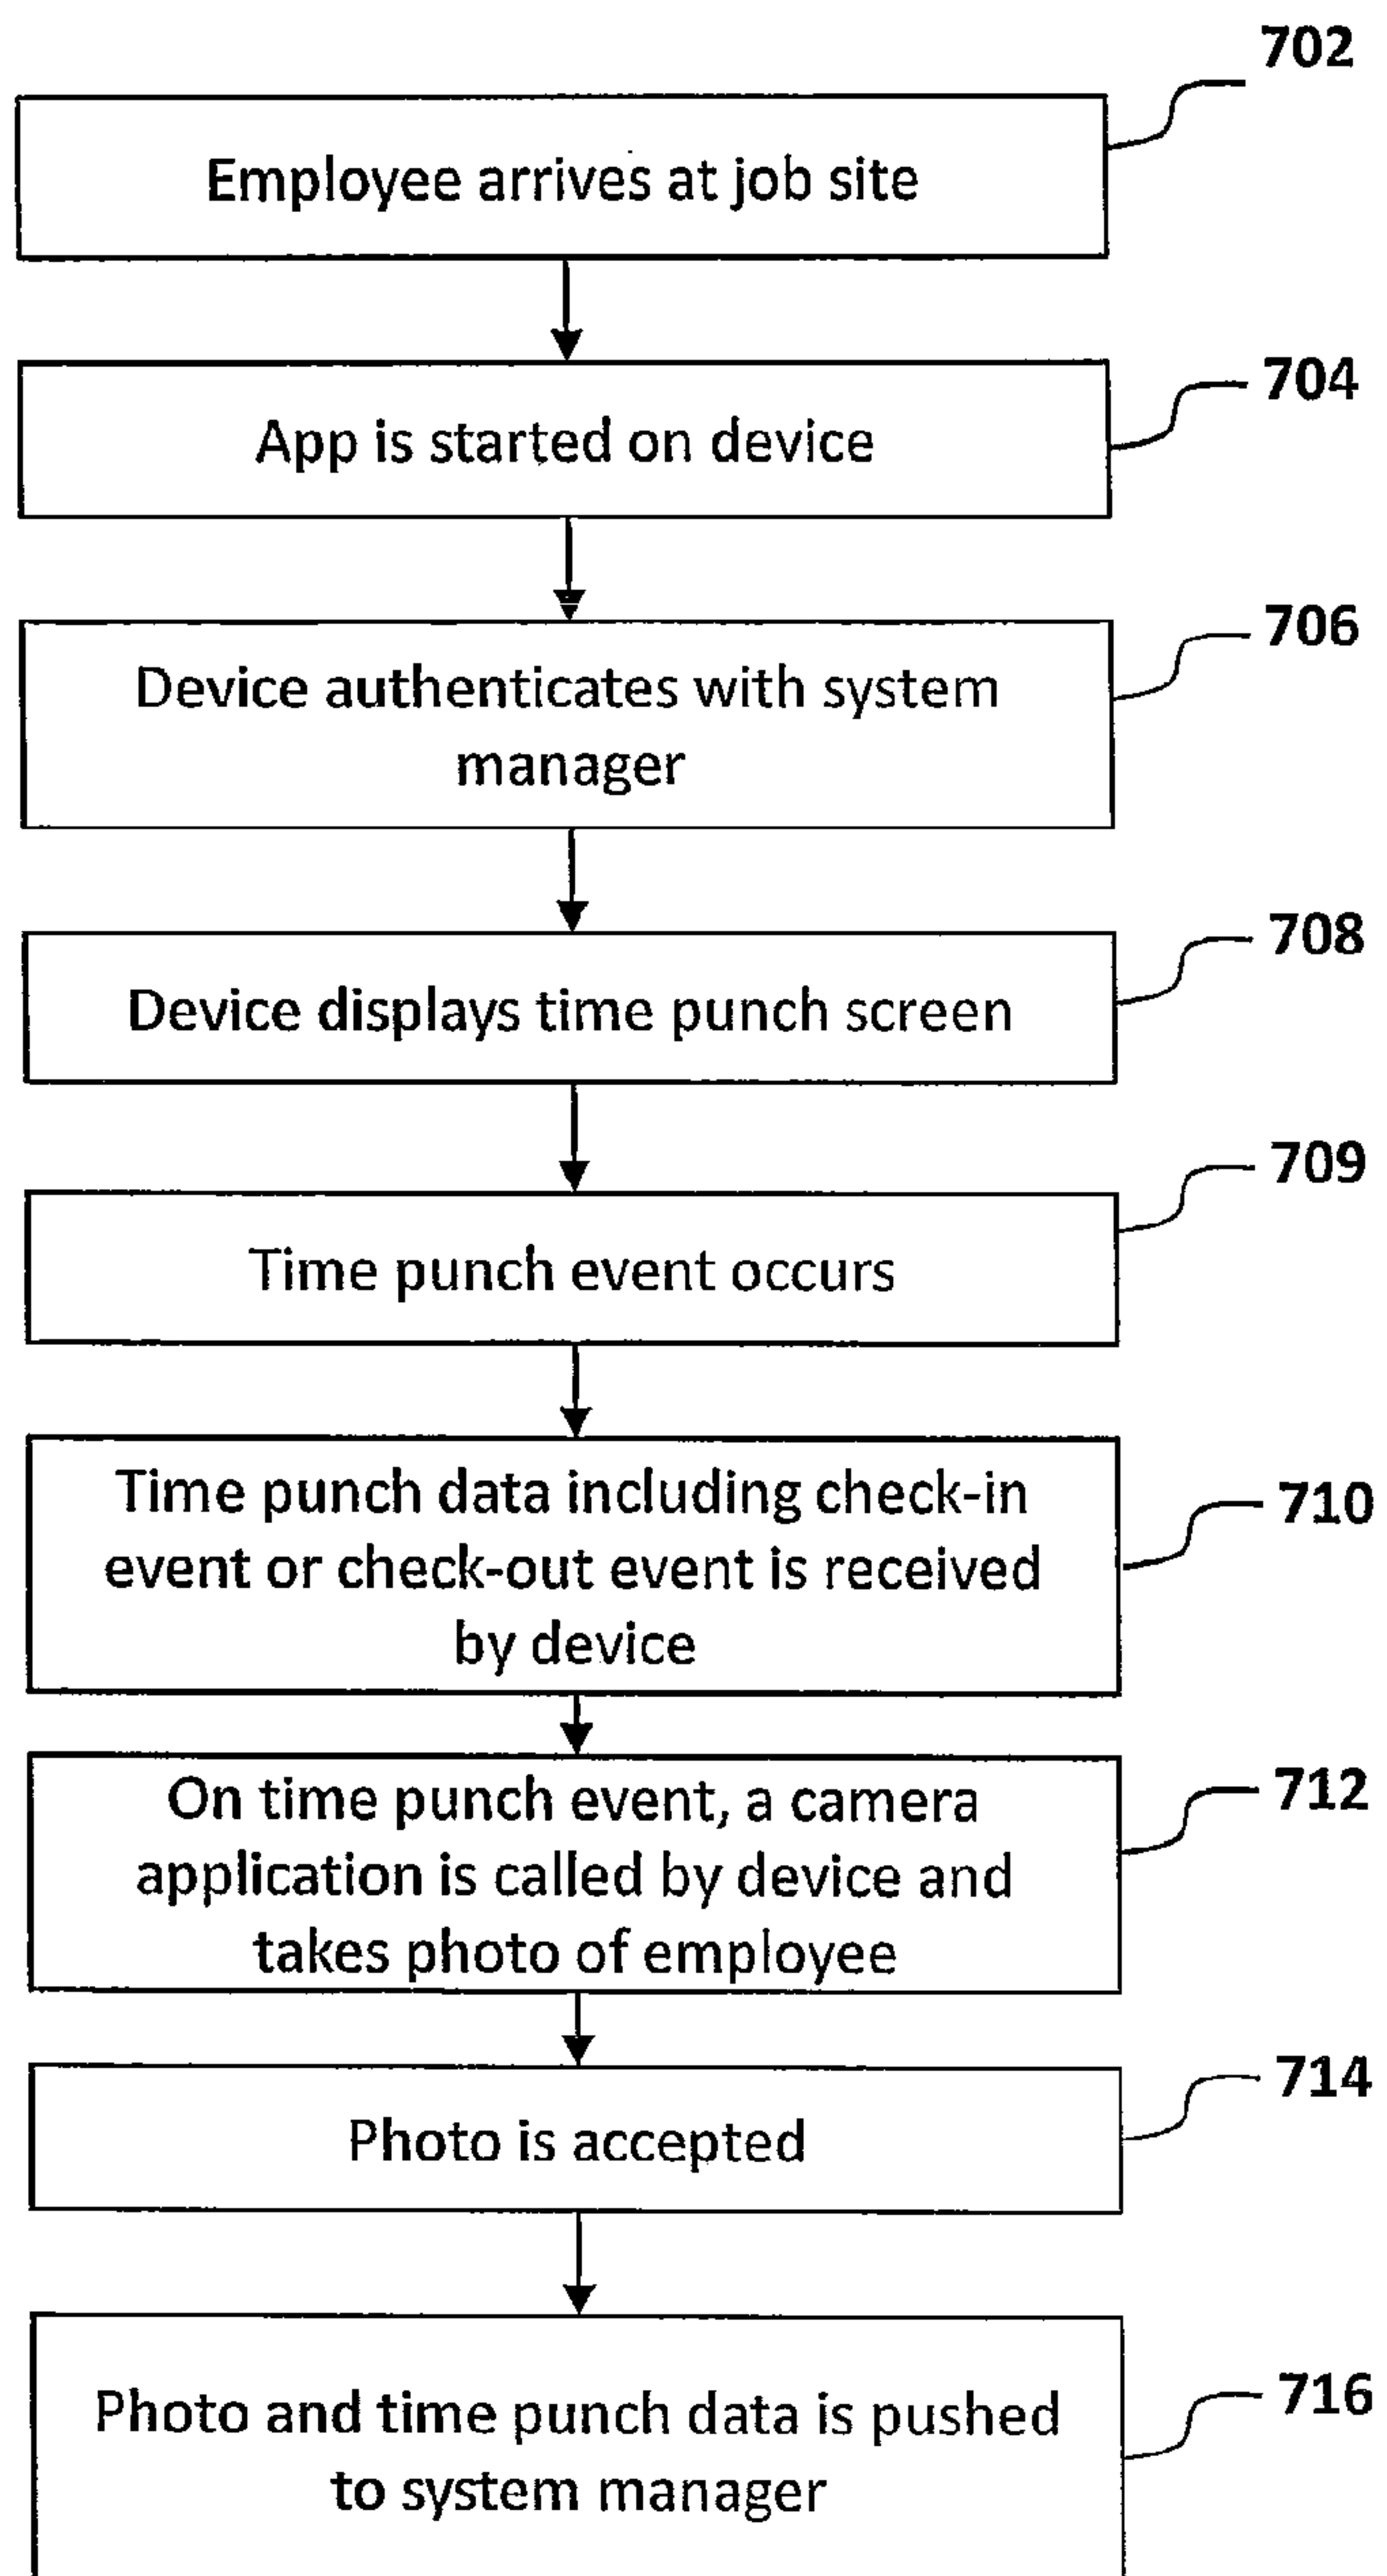 702
Employee arrives at job site
704
App is started on device
706
Device authenticates with system
manager
708
Device displays time punch screen
709
Time punch event occurs
710
Time punch data including check-in
event or check-out event is received
by device
712
On time punch event, a camera
application is called by device and
takes photo of employee
714
Photo is accepted
716
Photo and time punch data is pushed
to system manager